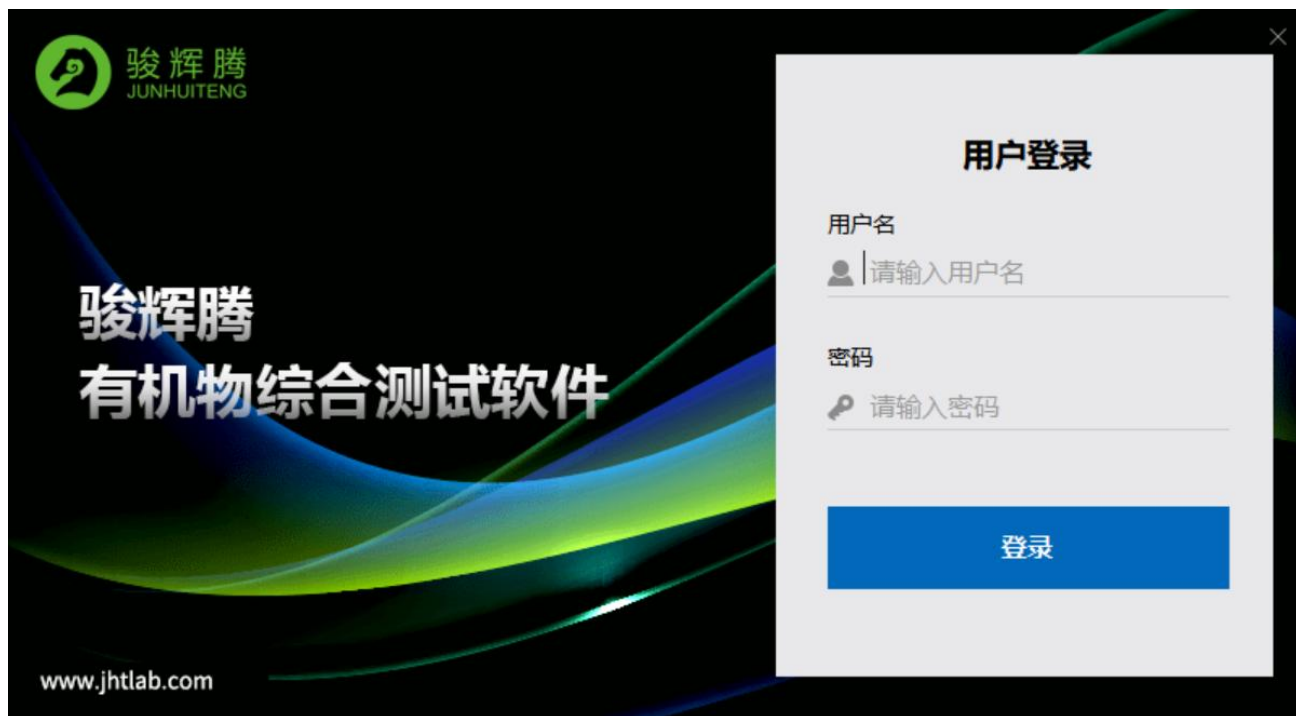 骏辉腾
JUNHUITENG
骏辉腾
有机物综合测试软件
www.jhtlab.com
用户登录
用户名
请输入用户名
密码
请输入密码
登录